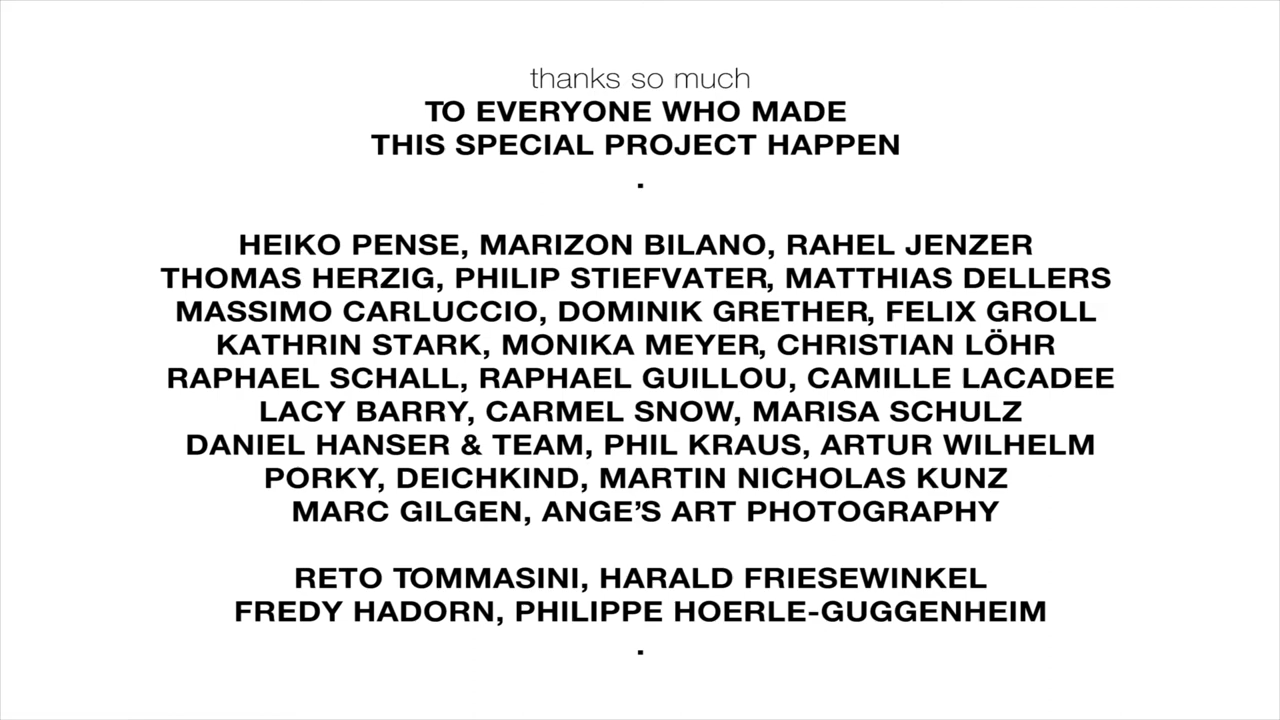 thanks so much
TO EVERYONE WHO MADE
THIS SPECIAL PROJECT HAPPEN
.
HEIKO PENSE, MARIZON BILANO, RAHEL JENZER
THOMAS HERZIG, PHILIP STIEFVATER, MATTHIAS DELLERS
MASSIMO CARLUCCIO, DOMINIK GRETHER, FELIX GROLL
KATHRIN STARK, MONIKA MEYER, CHRISTIAN LÖHR
RAPHAEL SCHALL, RAPHAEL GUILLOU, CAMILLE LACADEE
LACY BARRY, CARMEL SNOW, MARISA SCHULZ
DANIEL HANSER & TEAM, PHIL KRAUS, ARTUR WILHELM
PORKY, DEICHKIND, MARTIN NICHOLAS KUNZ
MARC GILGEN, ANGE’S ART PHOTOGRAPHY
RETO TOMMASINI, HARALD FRIESEWINKEL
FREDY HADORN, PHILIPPE HOERLE-GUGGENHEIM
.